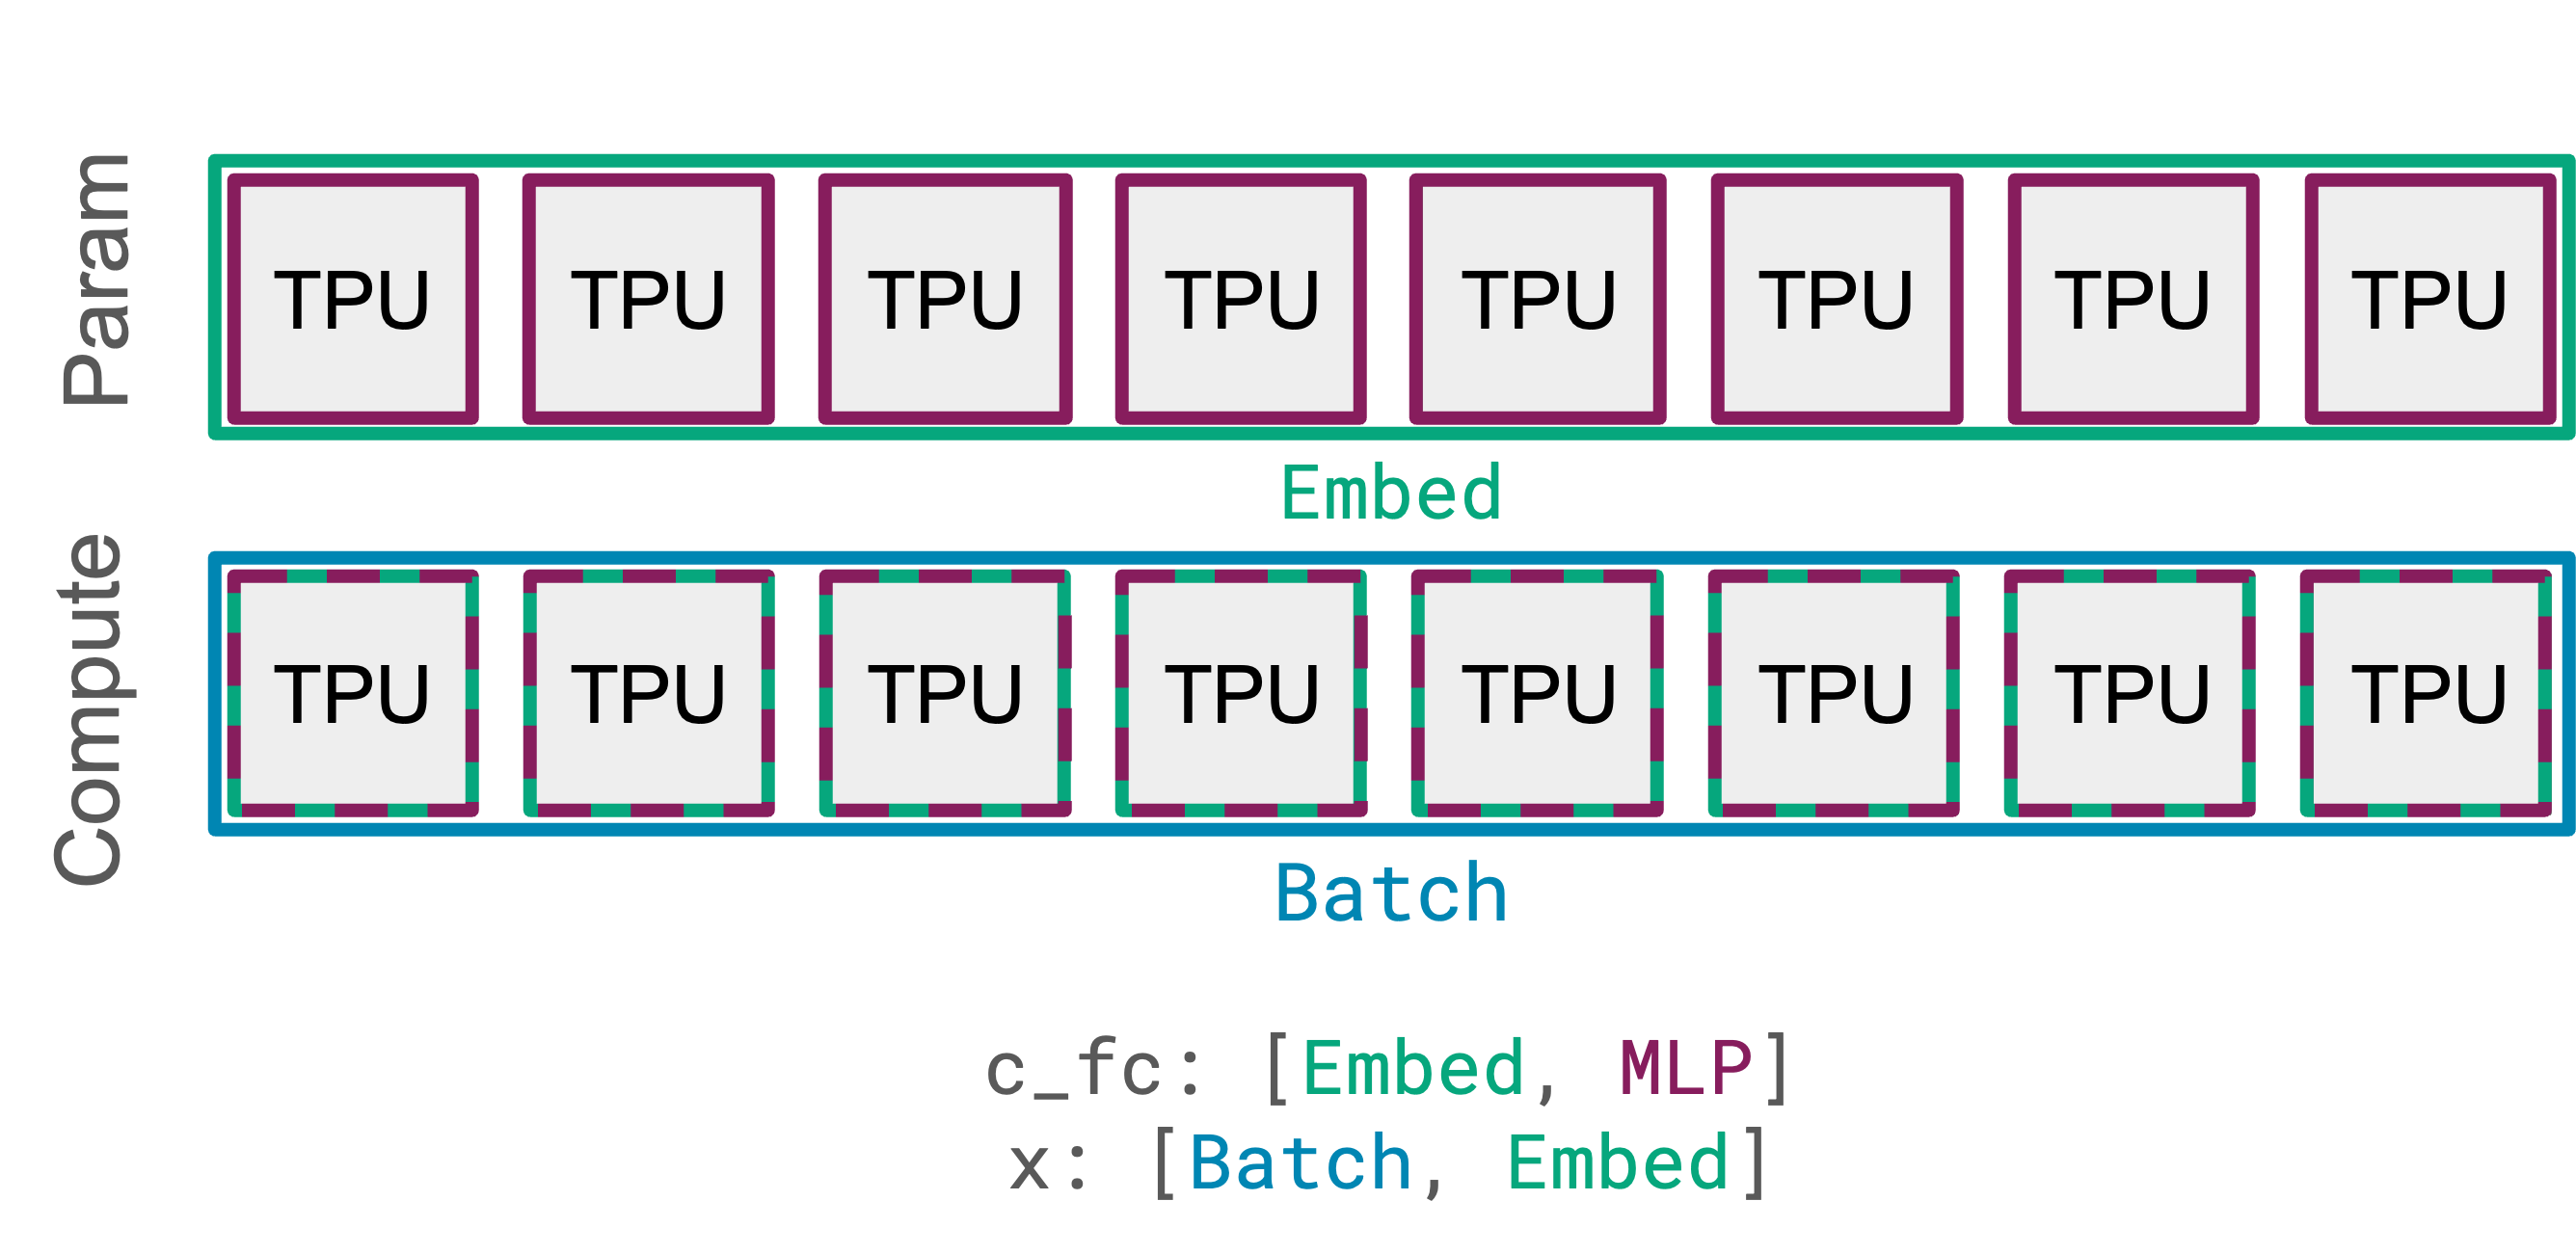 Param
TPU TPU TPU TPU TPU TPU TPU TPU
Embed
Compute
TPU TPU TPU TPU TPU TPU TPU TPU
Batch
c_fc: [Embed, MLP]
x: [Batch, Embed]